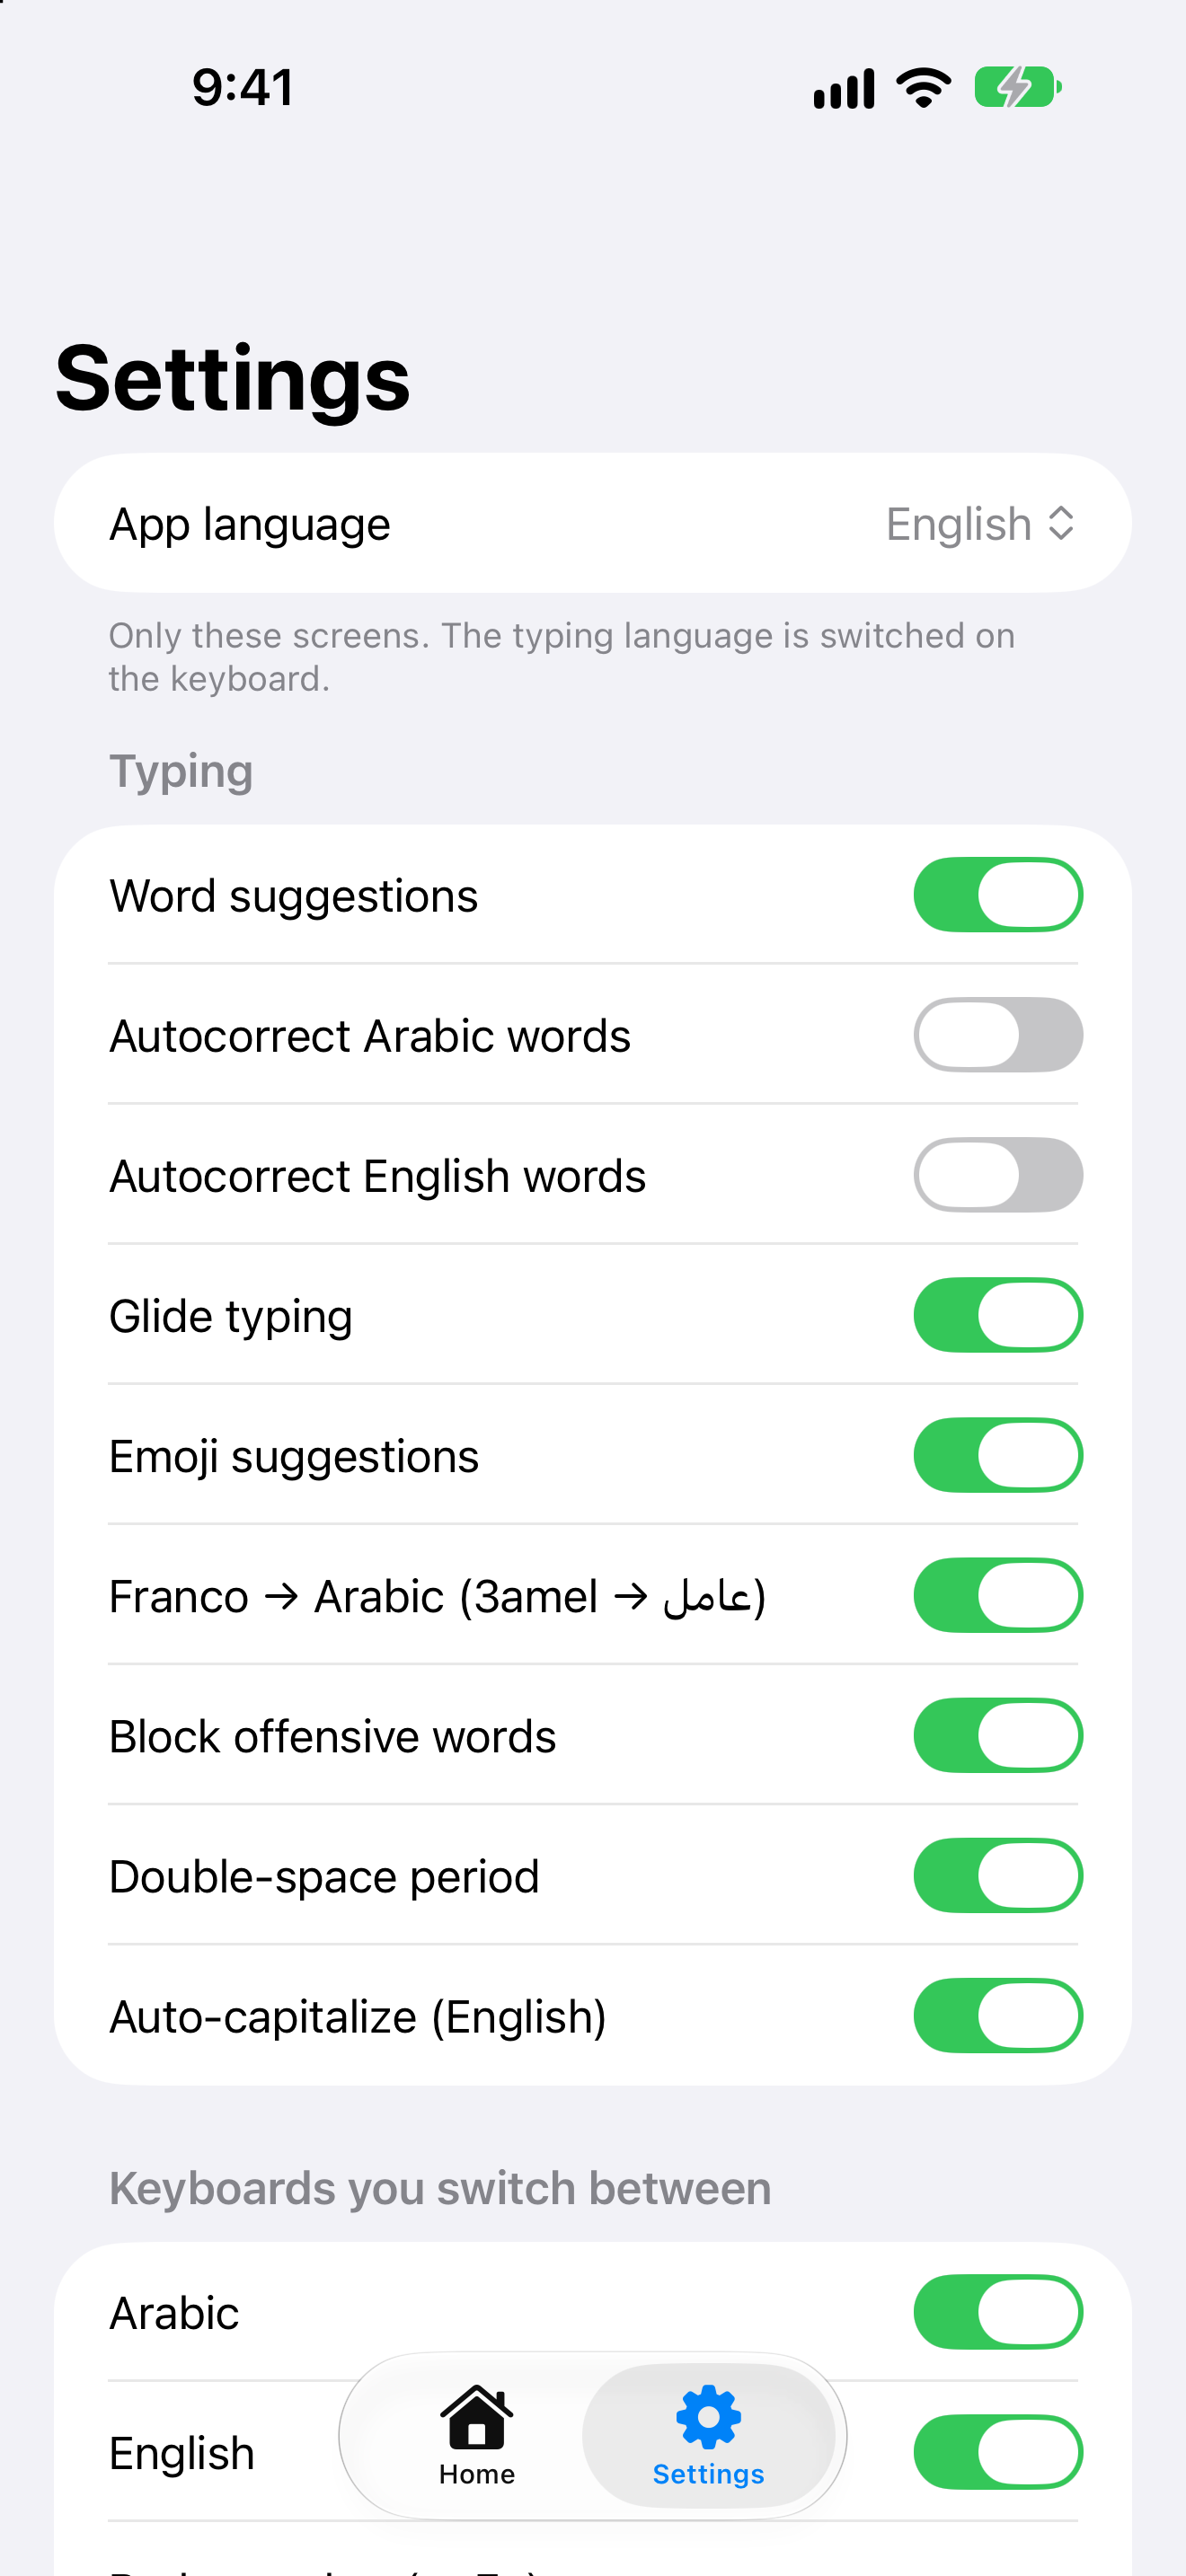 9:41
Settings
App language English
Only these screens. The typing language is switched on
the keyboard.
Typing
Word suggestions
Autocorrect Arabic words
Autocorrect English words
Glide typing
Emoji suggestions
Franco → Arabic (3amel → عامل)
Block offensive words
Double-space period
Auto-capitalize (English)
Keyboards you switch between
Arabic
English
Home Settings